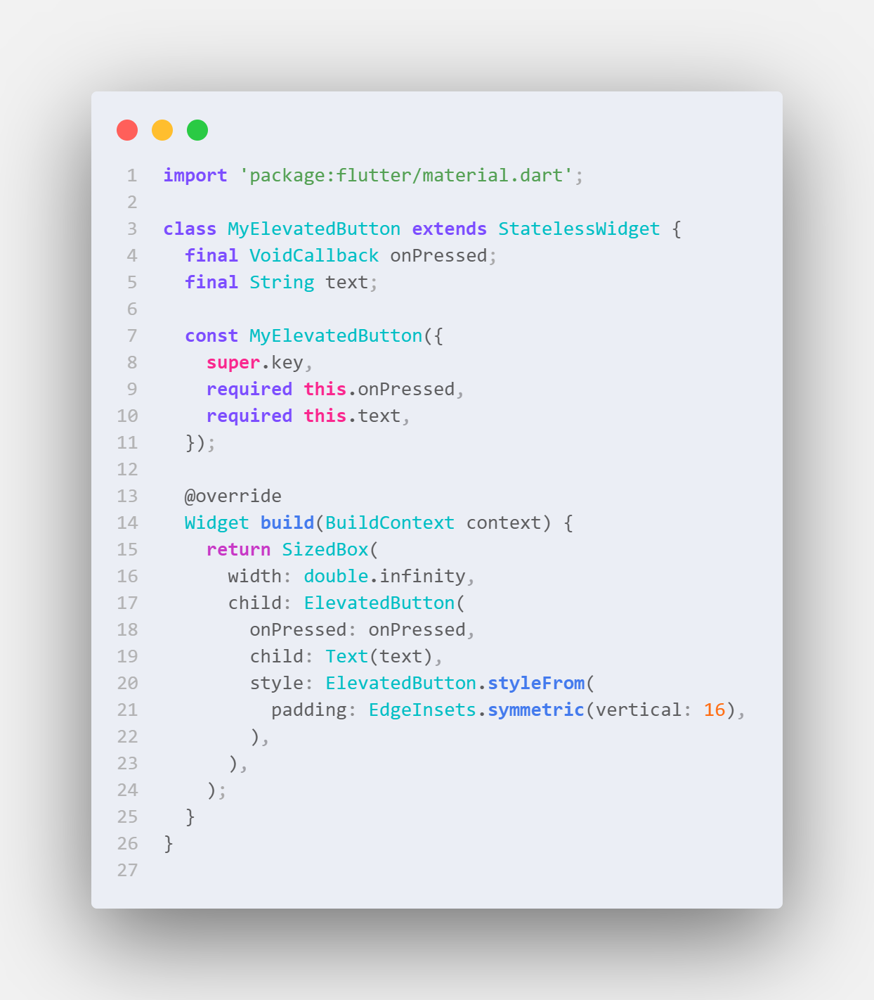 1 import 'package:flutter/material.dart';
2
3 class MyElevatedButton extends StatelessWidget {
4   final VoidCallback onPressed;
5   final String text;
6
7   const MyElevatedButton({
8     super.key,
9     required this.onPressed,
10     required this.text,
11   });
12
13   @override
14   Widget build(BuildContext context) {
15     return SizedBox(
16       width: double.infinity,
17       child: ElevatedButton(
18         onPressed: onPressed,
19         child: Text(text),
20         style: ElevatedButton.styleFrom(
21           padding: EdgeInsets.symmetric(vertical: 16),
22         ),
23       ),
24     );
25   }
26 }
27